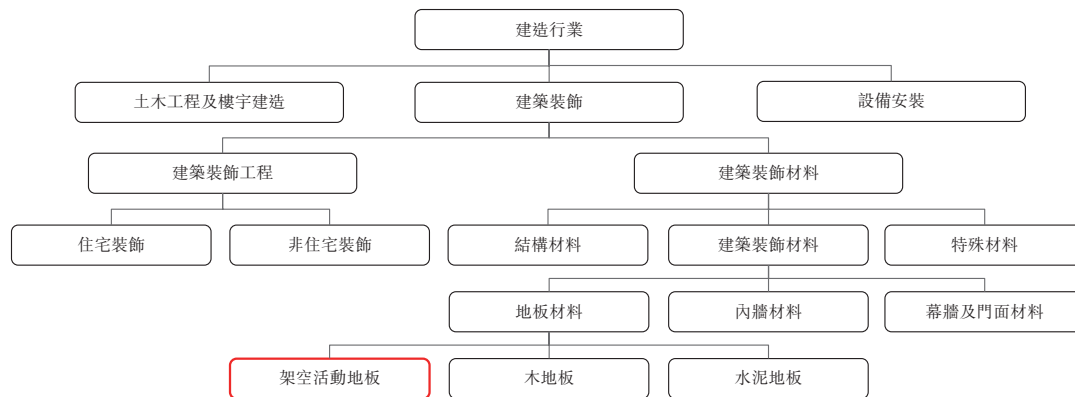 建造行業
土木工程及樓宇建造
建築裝飾
設備安裝
建築裝飾工程
建築裝飾材料
住宅裝飾
非住宅裝飾
結構材料
建築裝飾材料
特殊材料
地板材料
內牆材料
幕牆及門面材料
架空活動地板
木地板
水泥地板